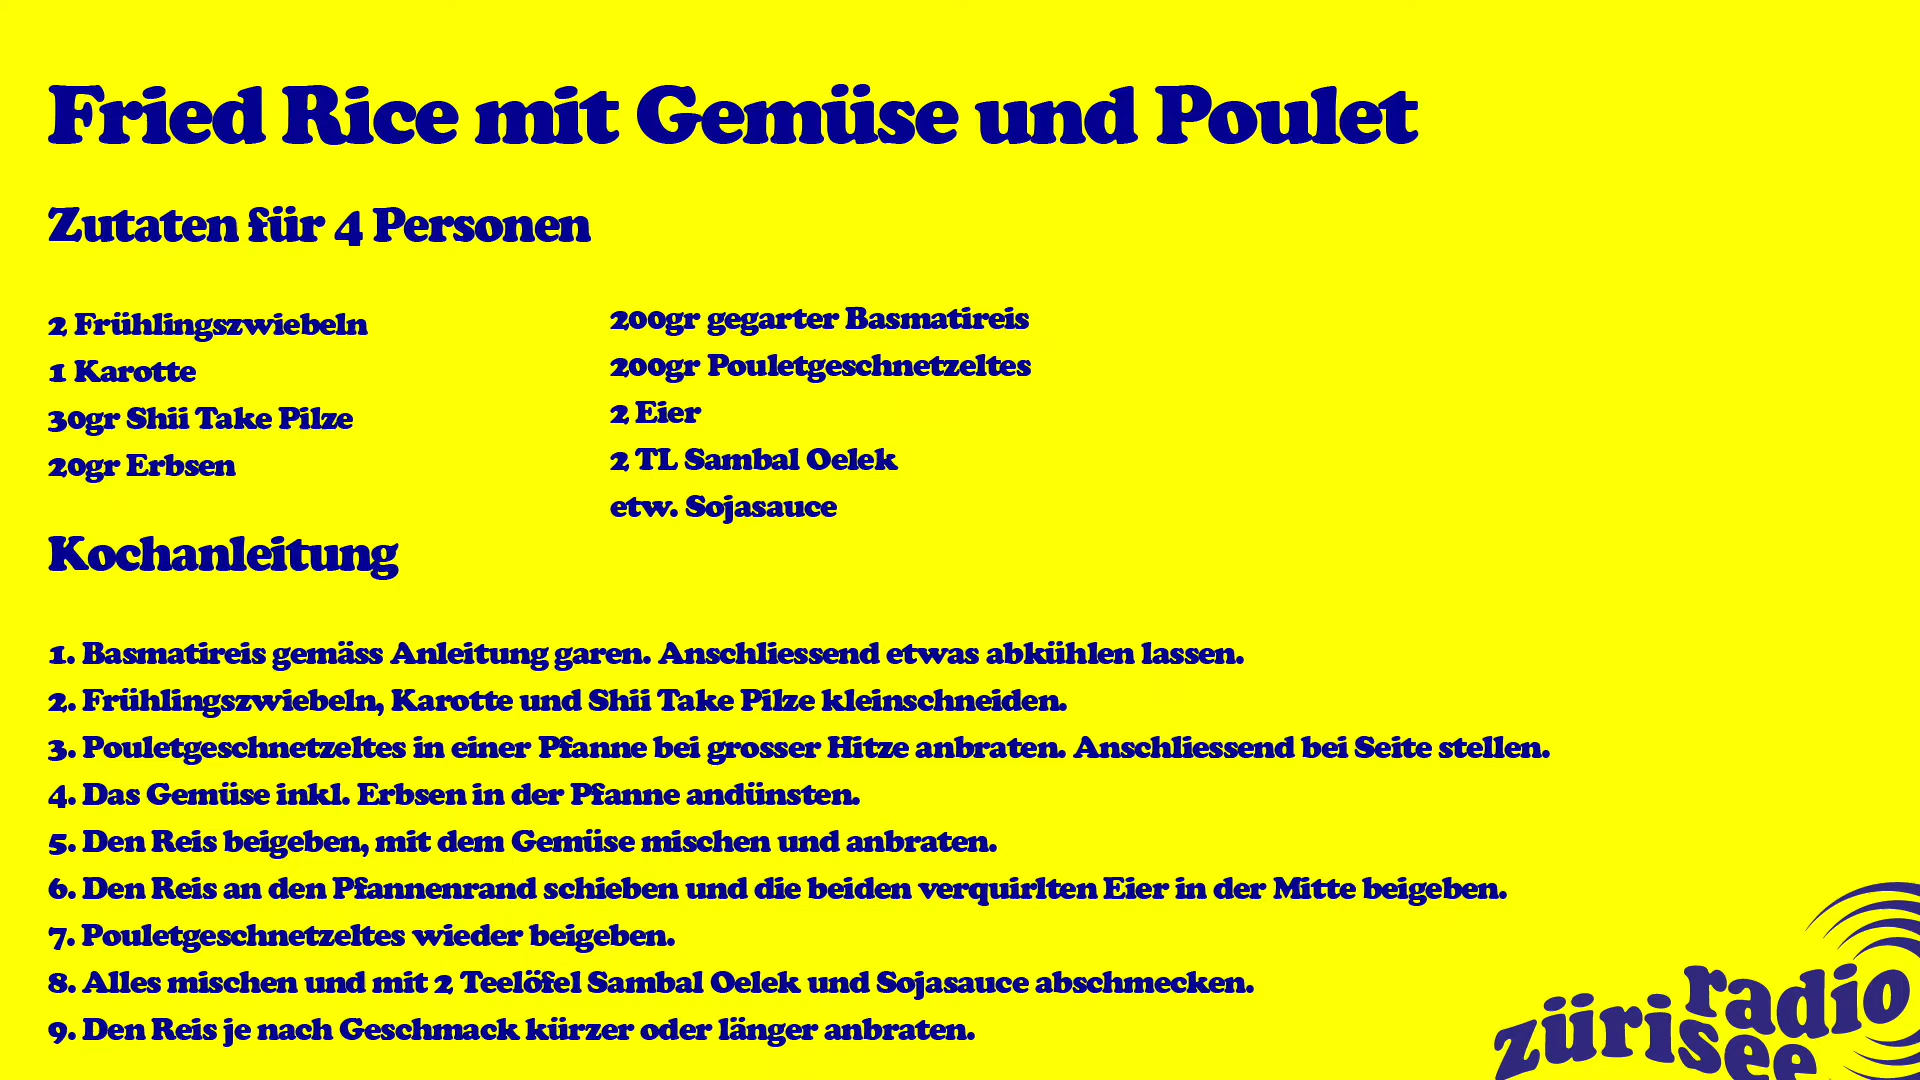 Fried Rice mit Gemüse und Poulet
Zutaten für 4 Personen
2 Frühlingszwiebeln
1 Karotte
30gr Shii Take Pilze
20gr Erbsen
200gr gegarter Basmatireis
200gr Pouletgeschnetzeltes
2 Eier
2 TL Sambal Oelek
etw. Sojasauce
Kochanleitung
1. Basmatireis gemäss Anleitung garen. Anschliessend etwas abkühlen lassen.
2. Frühlingszwiebeln, Karotte und Shii Take Pilze kleinschneiden.
3. Pouletgeschnetzeltes in einer Pfanne bei grosser Hitze anbraten. Anschliessend bei Seite stellen.
4. Das Gemüse inkl. Erbsen in der Pfanne andünsten.
5. Den Reis beigeben, mit dem Gemüse mischen und anbraten.
6. Den Reis an den Pfannenrand schieben und die beiden verquirlten Eier in der Mitte beigeben.
7. Pouletgeschnetzeltes wieder beigeben.
8. Alles mischen und mit 2 Teelöfel Sambal Oelek und Sojasauce abschmecken.
9. Den Reis je nach Geschmack kürzer oder länger anbraten.
radio
züri
see